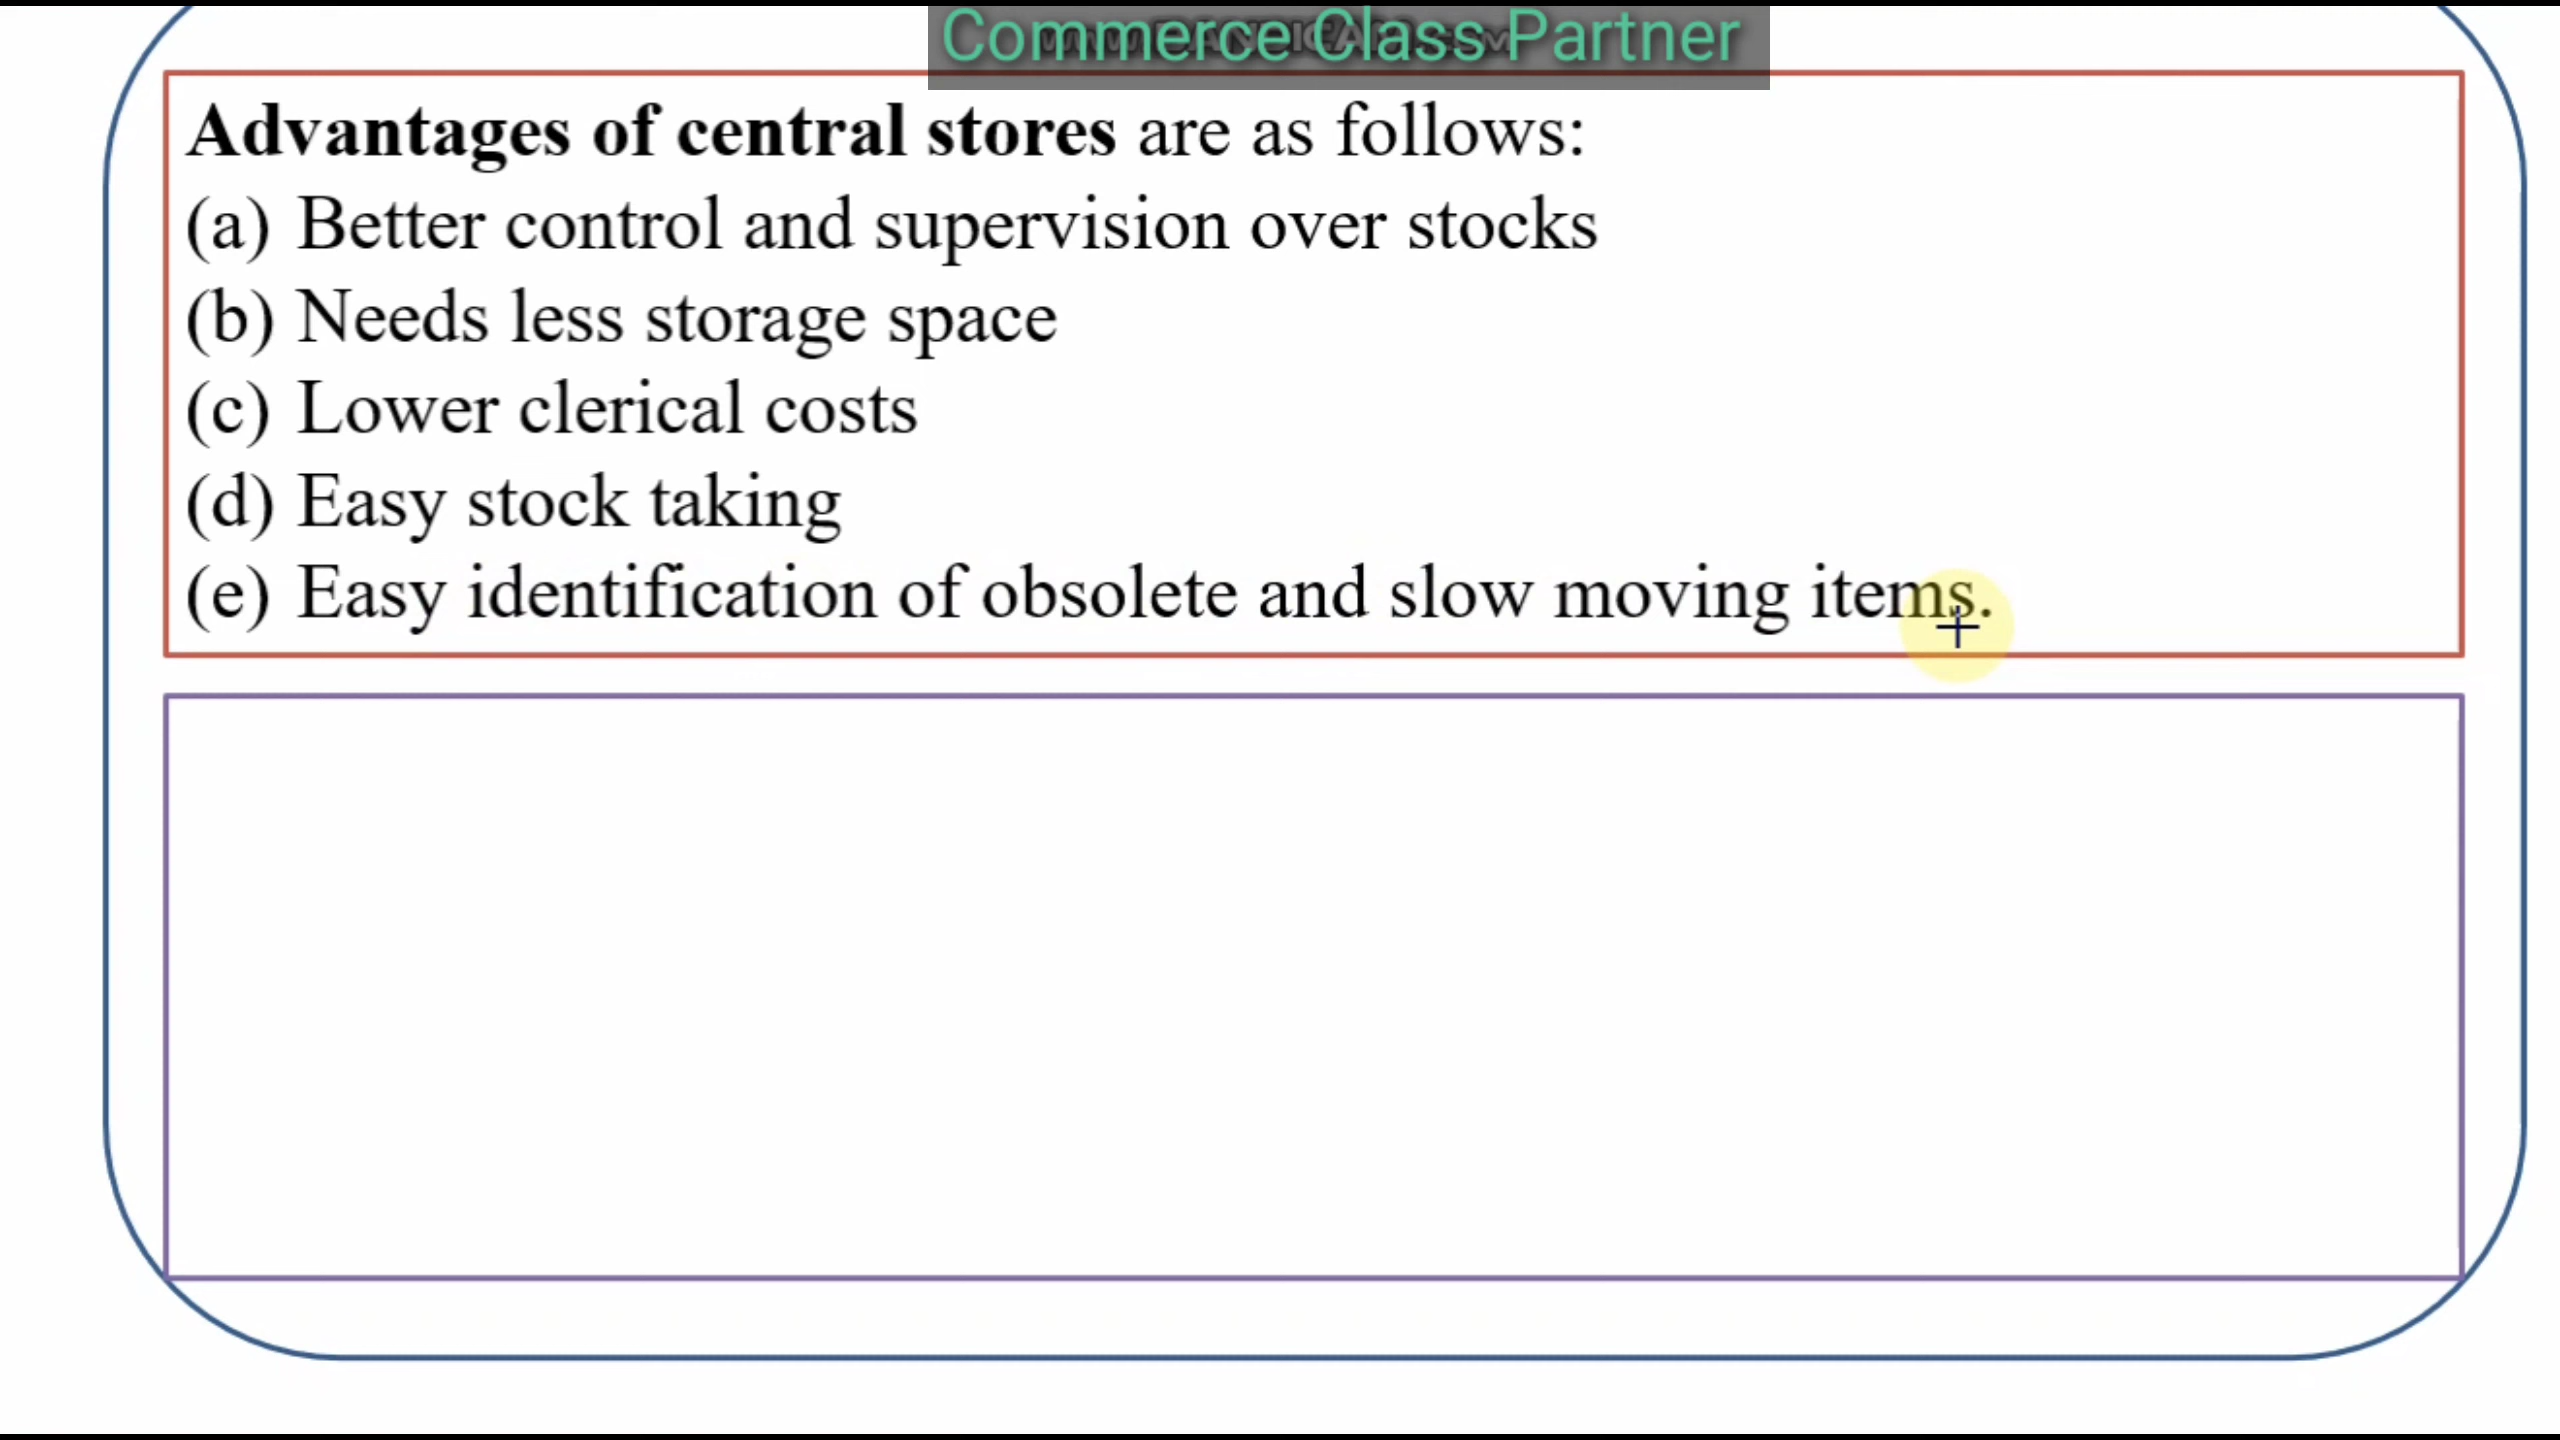 Commerce Class Partner
Advantages of central stores are as follows:
(a) Better control and supervision over stocks
(b) Needs less storage space
(c) Lower clerical costs
(d) Easy stock taking
(e) Easy identification of obsolete and slow moving items.